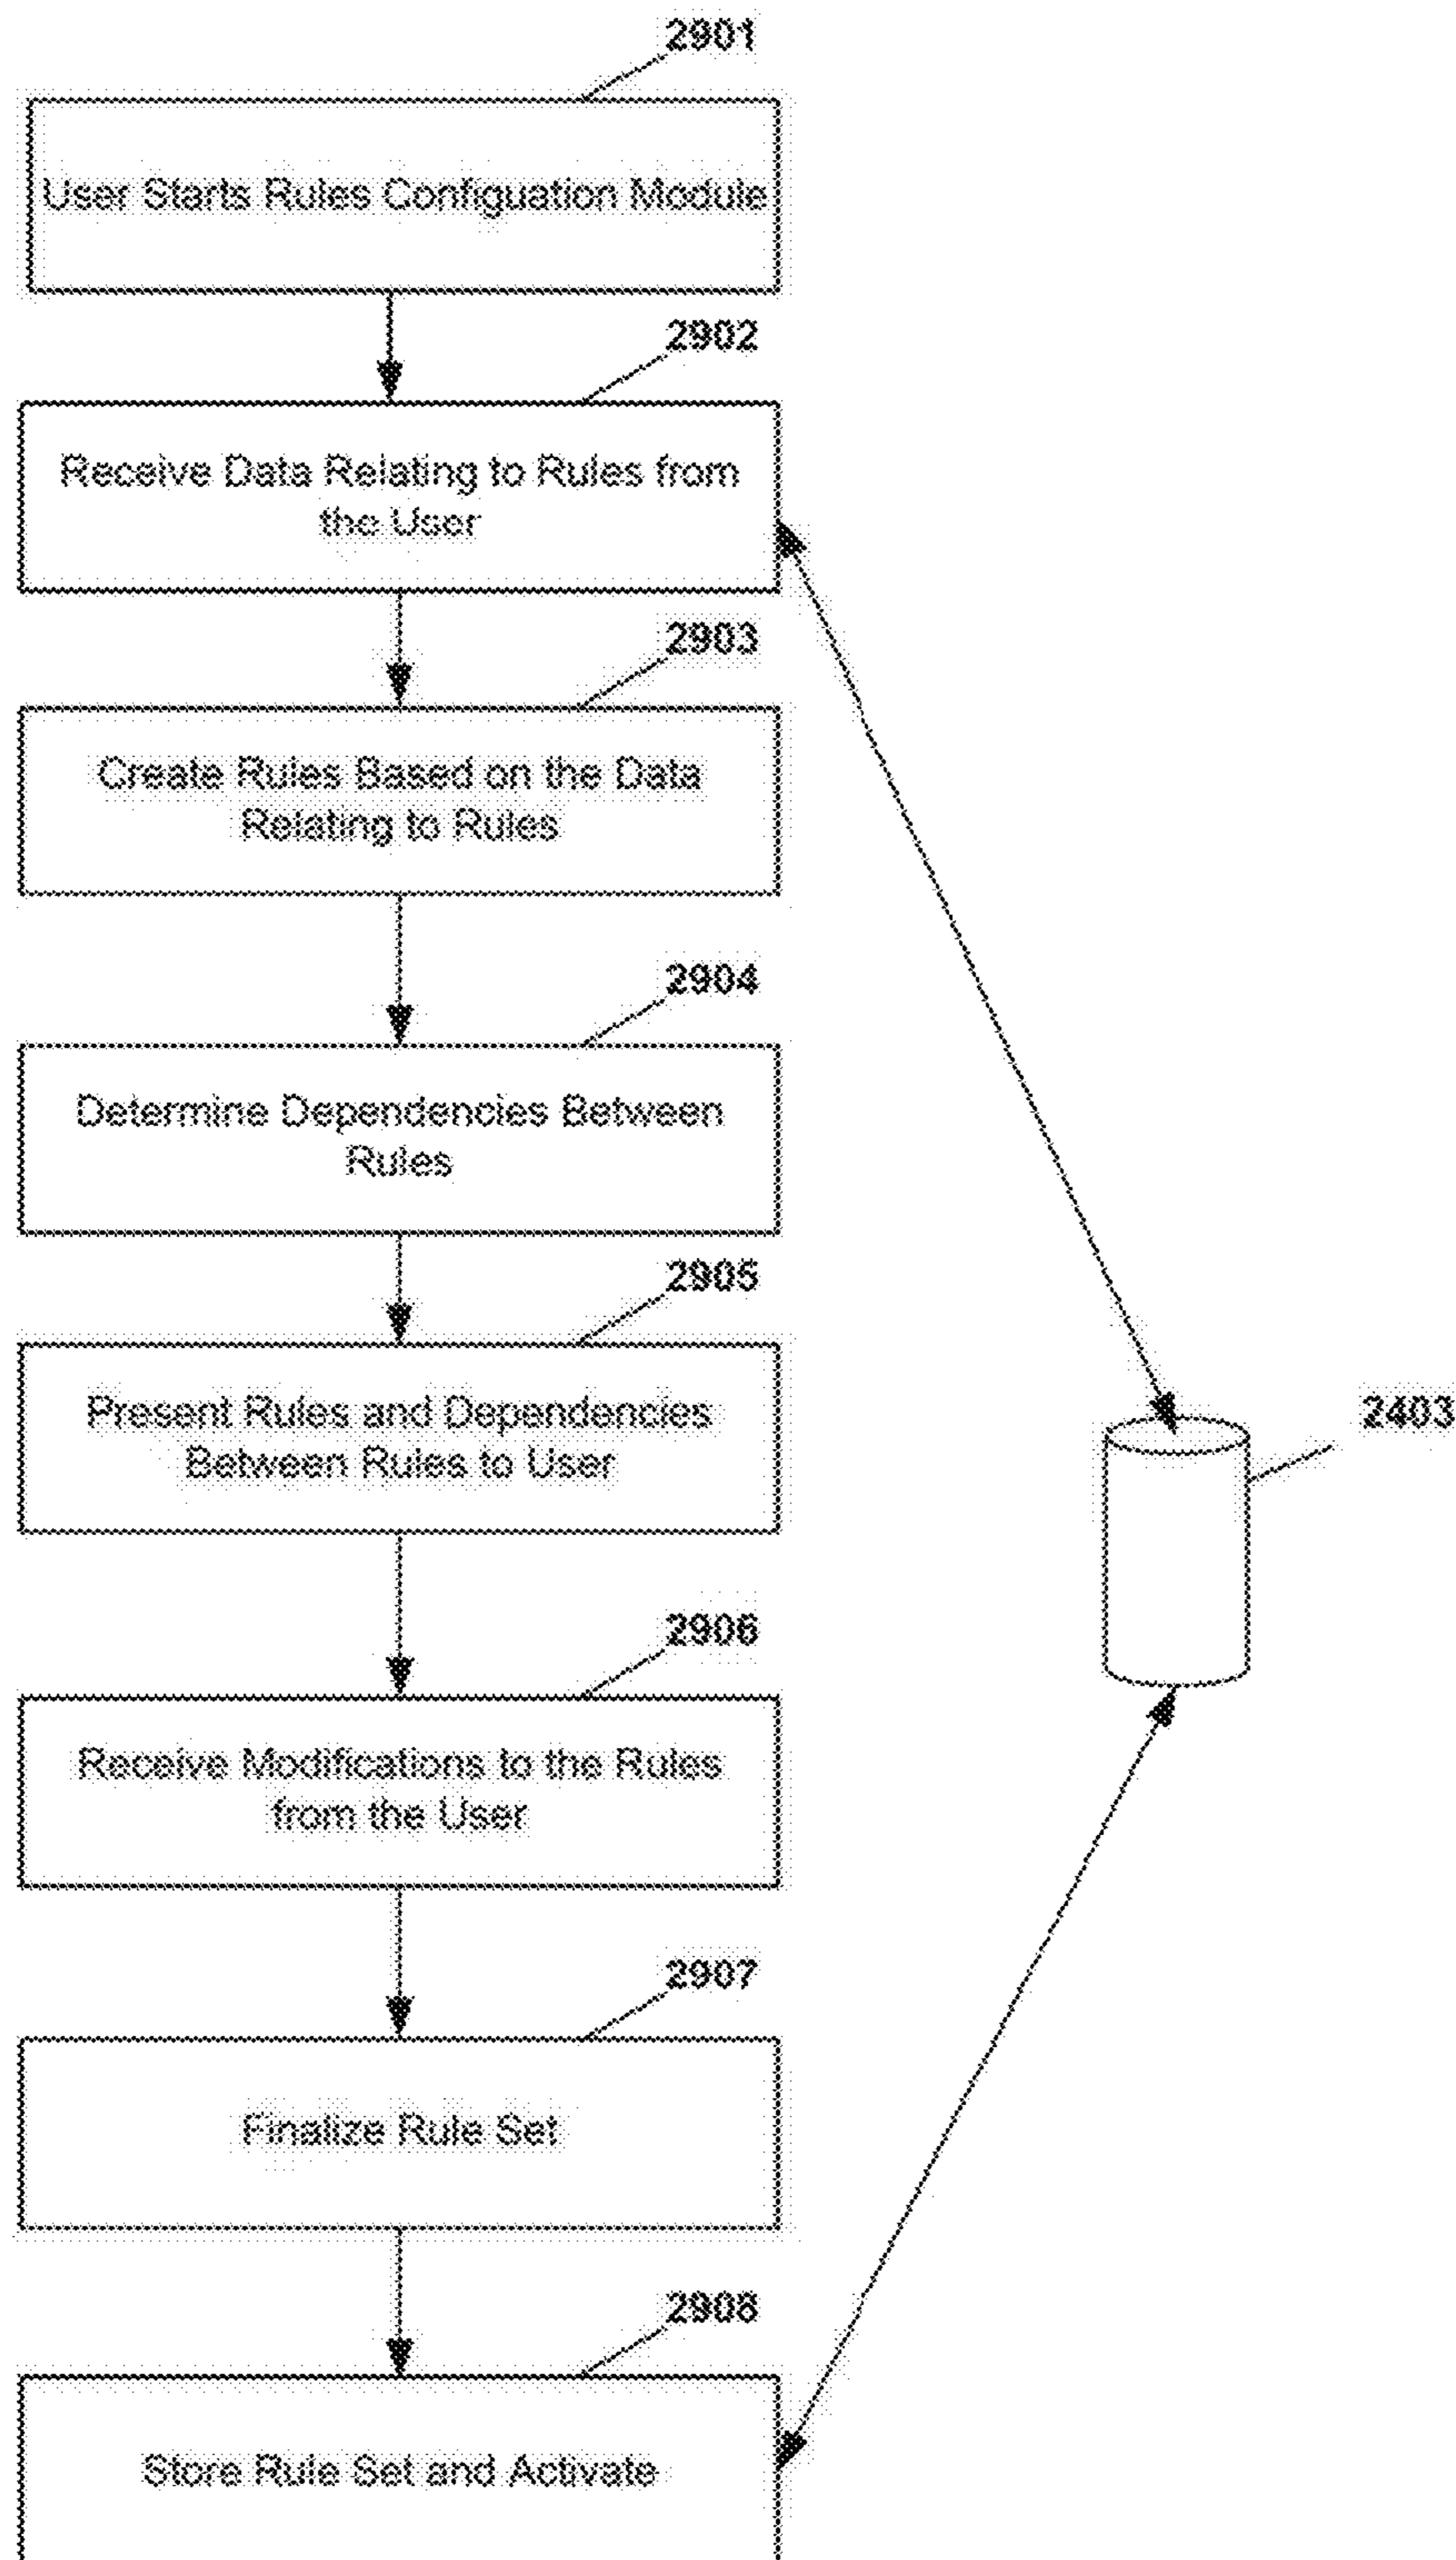 2901
User Starts Rules Configuation Module
2902
Receive Data Relating to Rules from
the User
2903
Create Rules Based on the Data
Relating to Rules
2904
Determine Dependencies Between
Rules
2905
Present Rules and Dependencies
Between Rules to User
2403
2906
Receive Modifications to the Rules
from the User
2907
Finalize Rule Set
2908
Store Rule Set and Activate